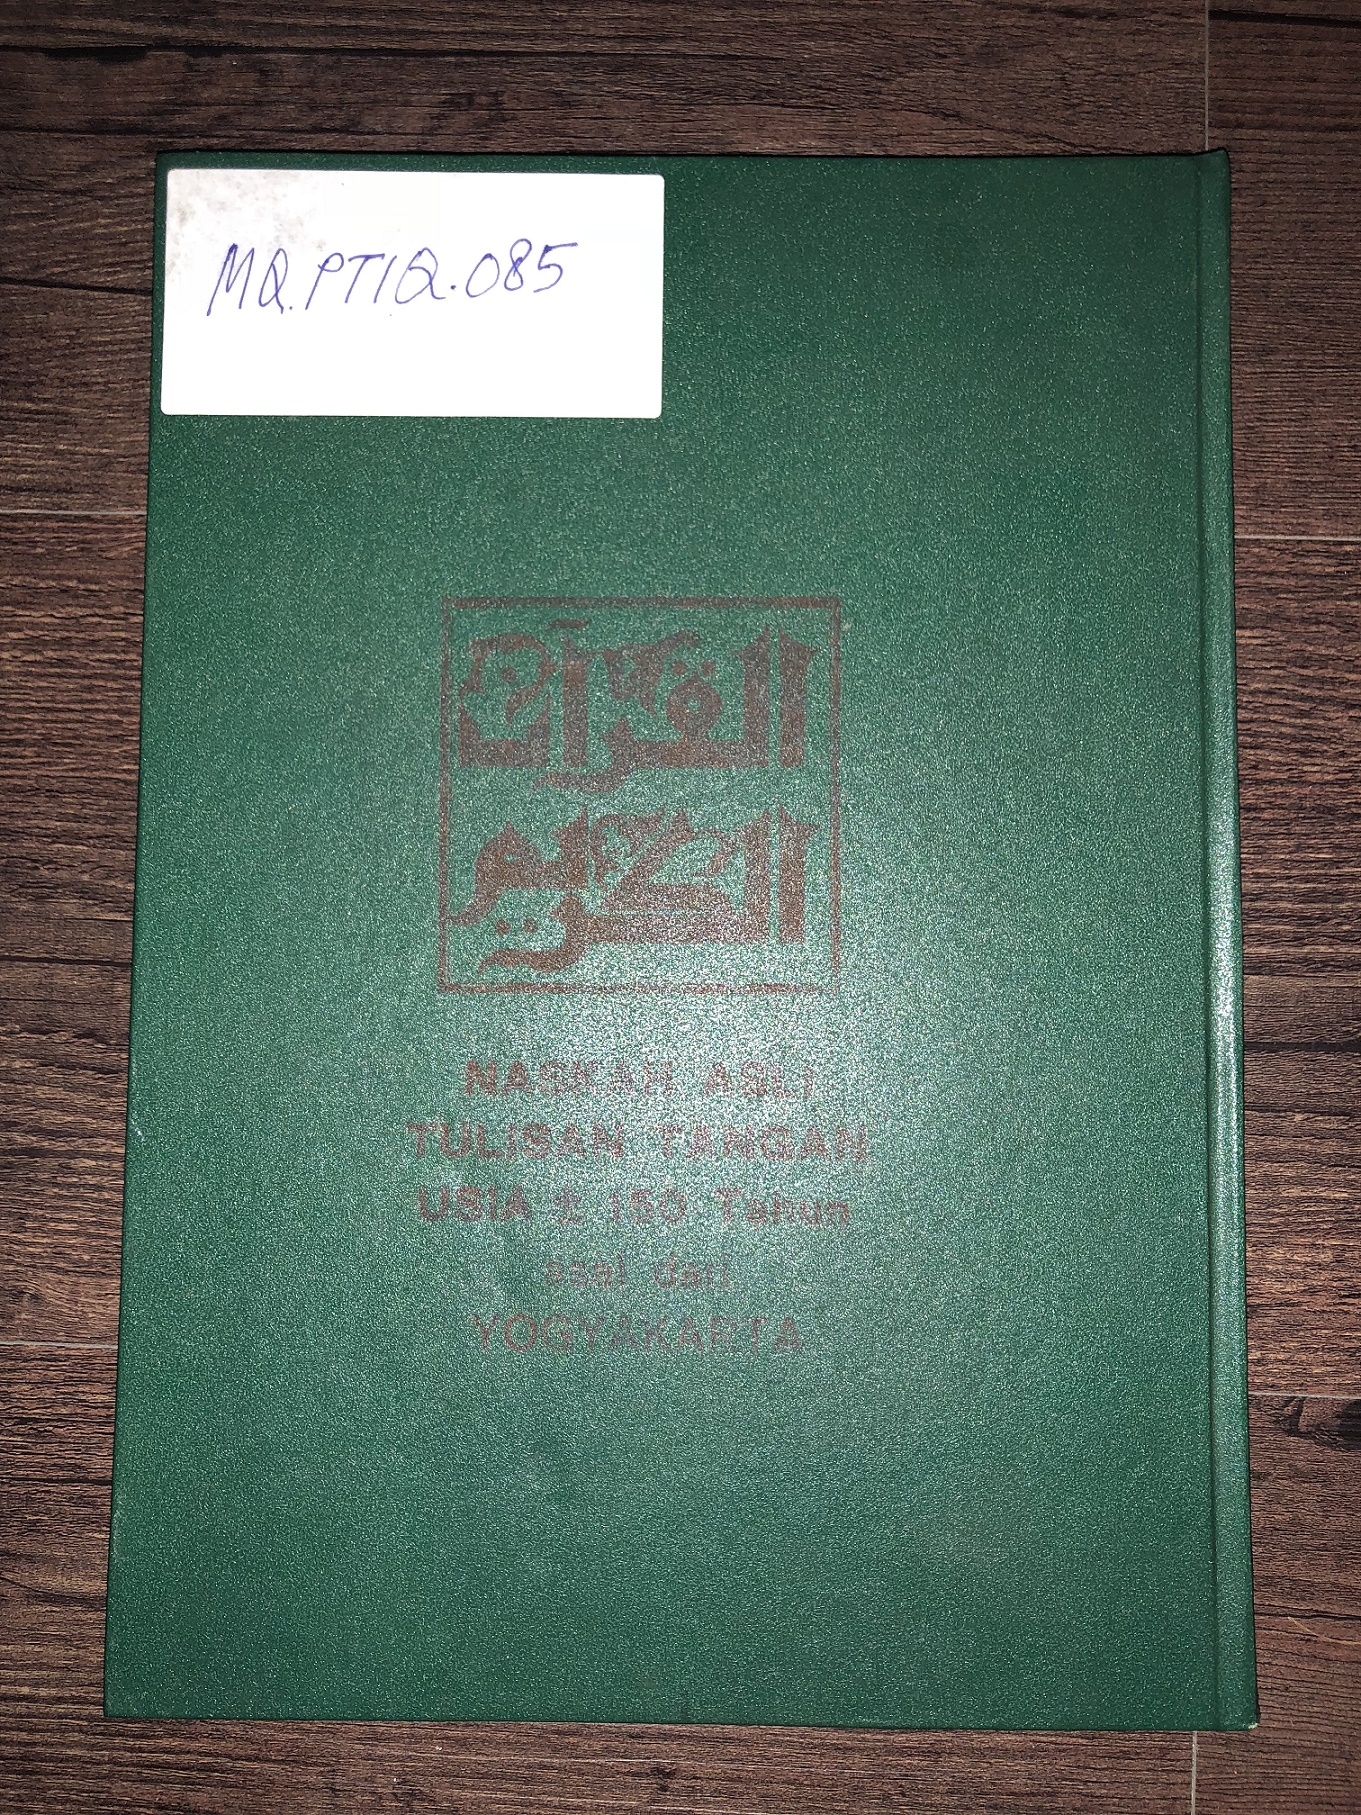 MQ.PTIQ.085
القرآن
الكريم
NASKAH ASLI
TULISAN TANGAN
USIA ± 150 Tahun
asal dari
YOGYAKARTA